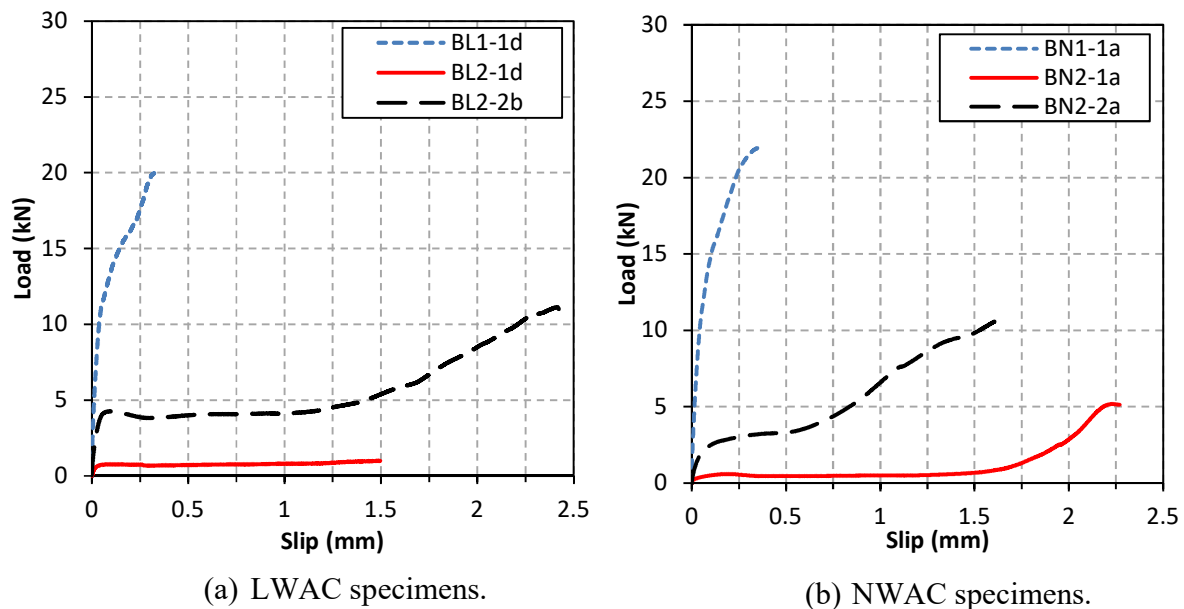 30
25
20
15
10
5
0
Load (kN)
BL1-1d
BL2-1d
BL2-2b
0 0.5 1 1.5 2 2.5
Slip (mm)
(a) LWAC specimens.
30
25
20
15
10
5
0
Load (kN)
BN1-1a
BN2-1a
BN2-2a
0 0.5 1 1.5 2 2.5
Slip (mm)
(b) NWAC specimens.